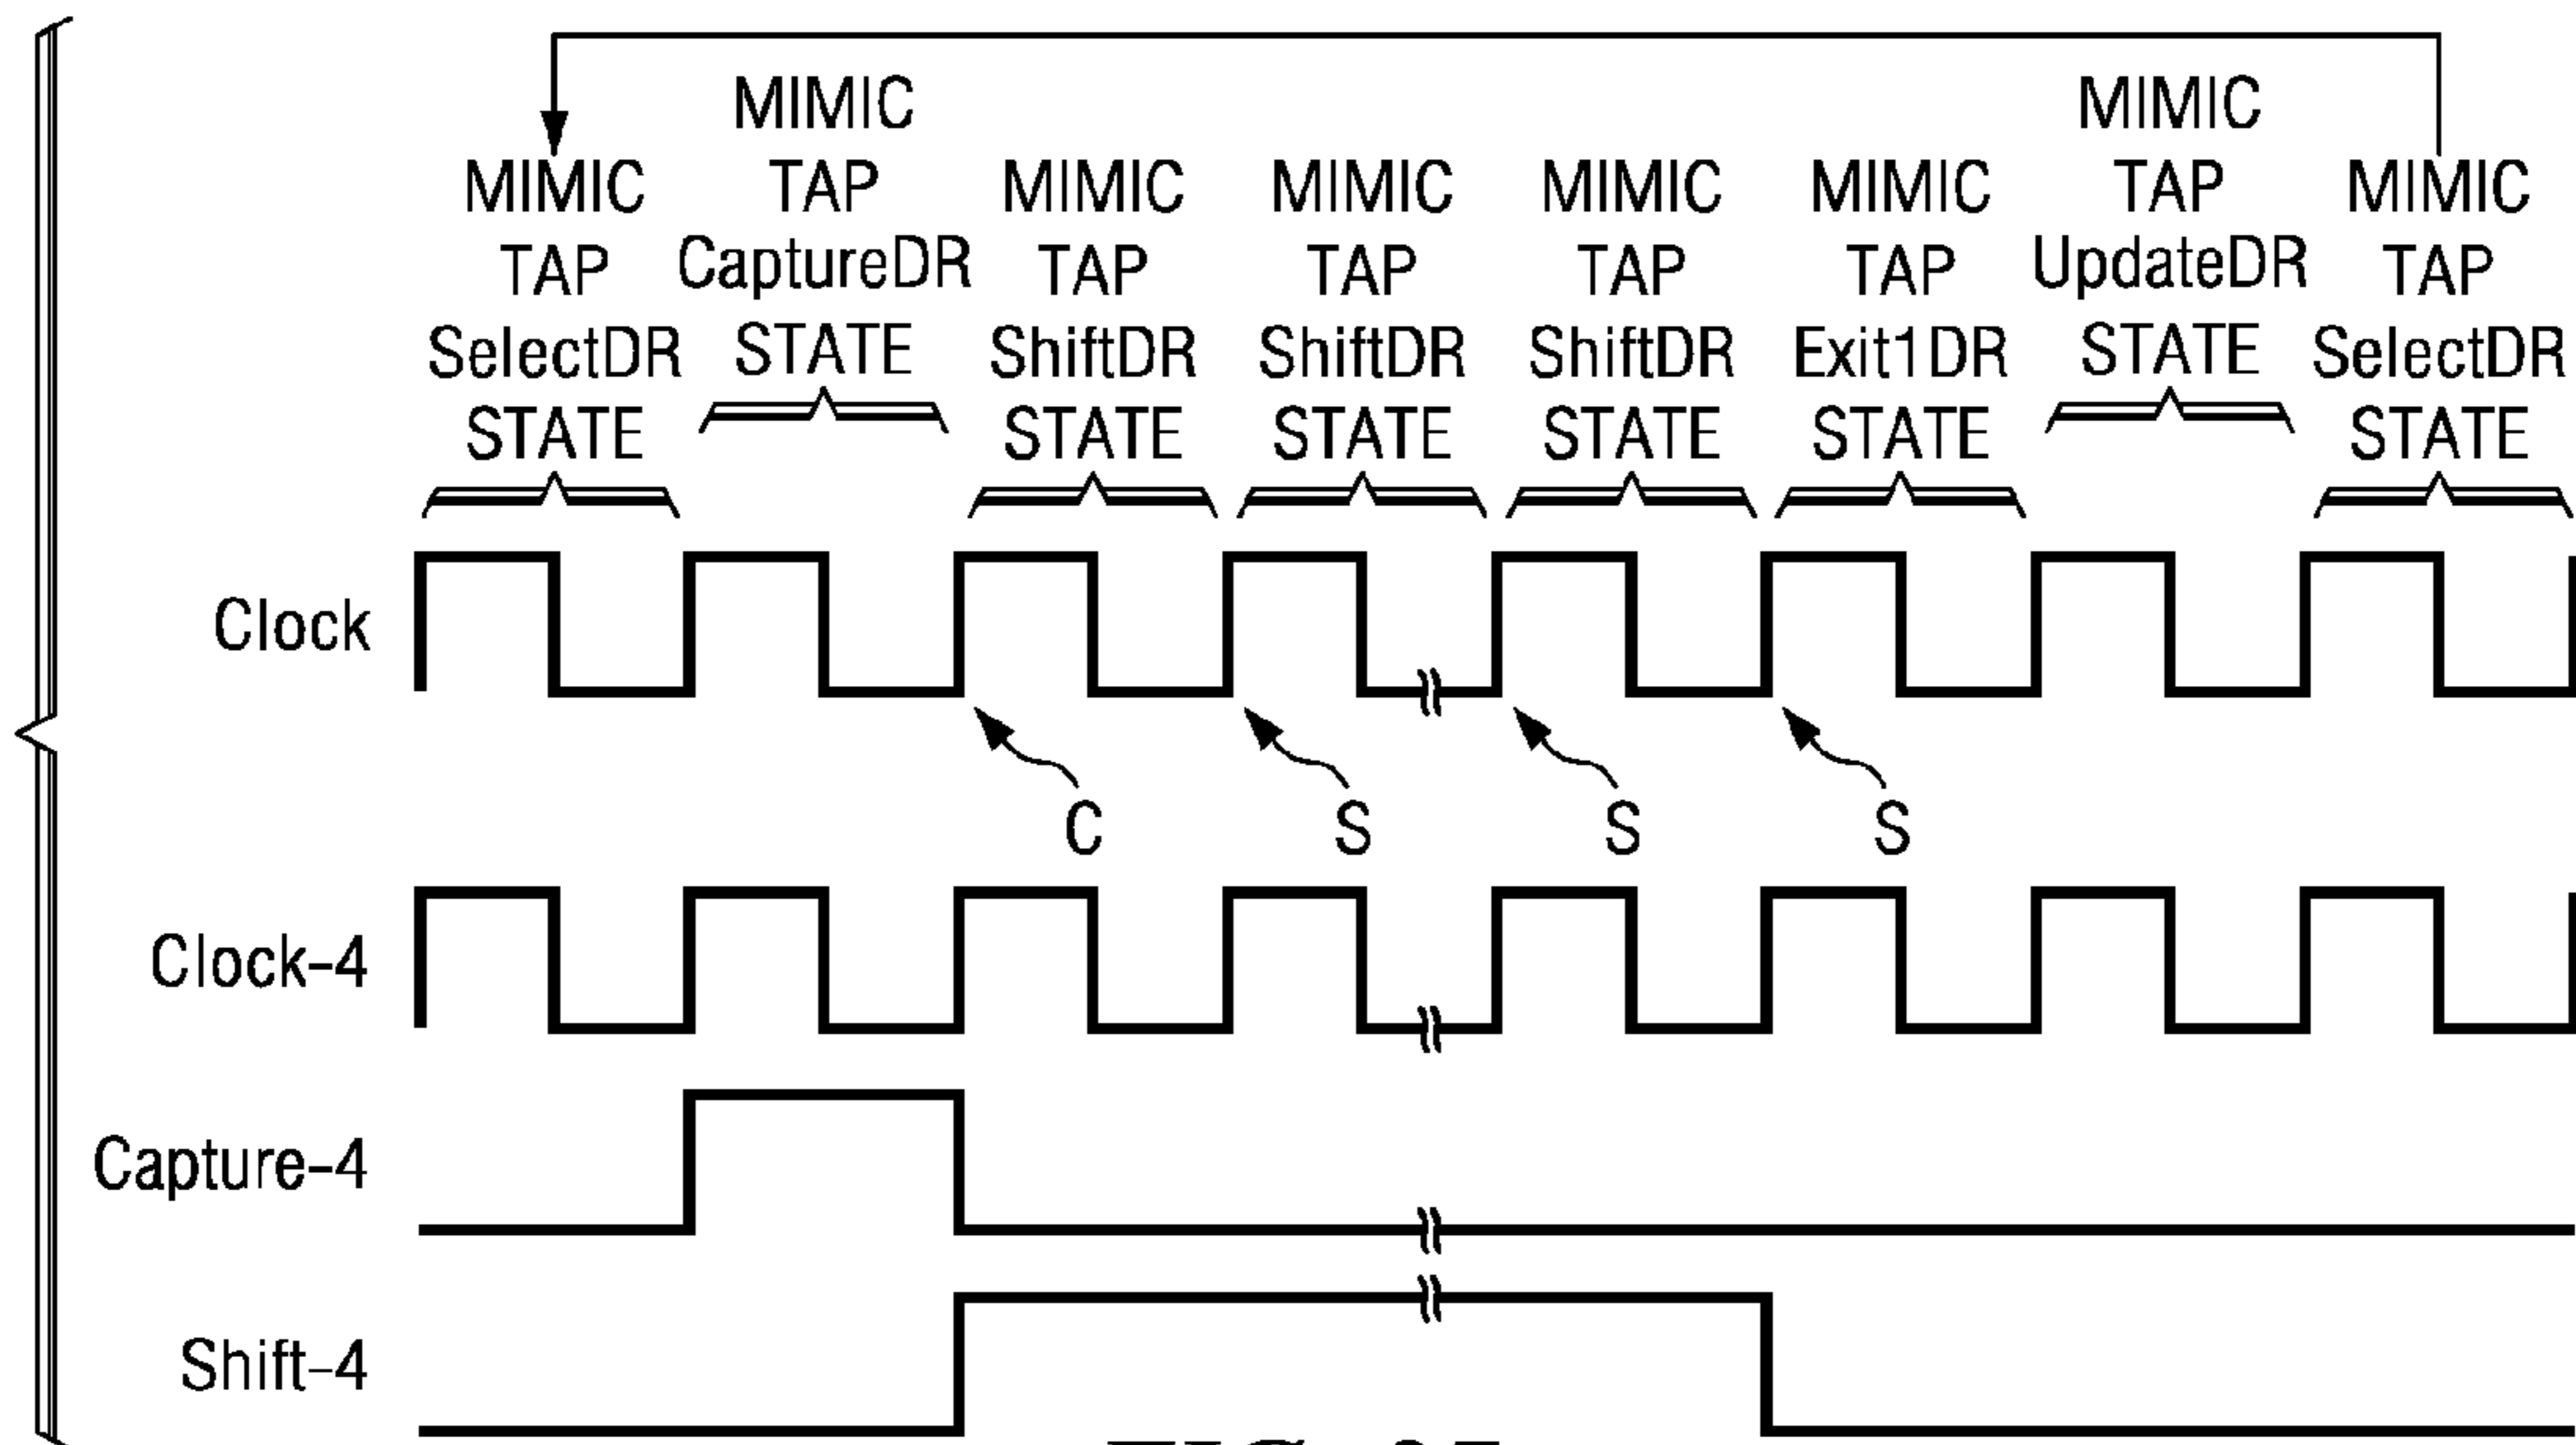 MIMIC
TAP
SelectDR
STATE
MIMIC
TAP
CaptureDR
STATE
MIMIC
TAP
ShiftDR
STATE
MIMIC
TAP
ShiftDR
STATE
MIMIC
TAP
ShiftDR
STATE
MIMIC
TAP
Exit1DR
STATE
MIMIC
TAP
UpdateDR
STATE
MIMIC
TAP
SelectDR
STATE
Clock
C
S
S
S
Clock-4
Capture-4
Shift-4